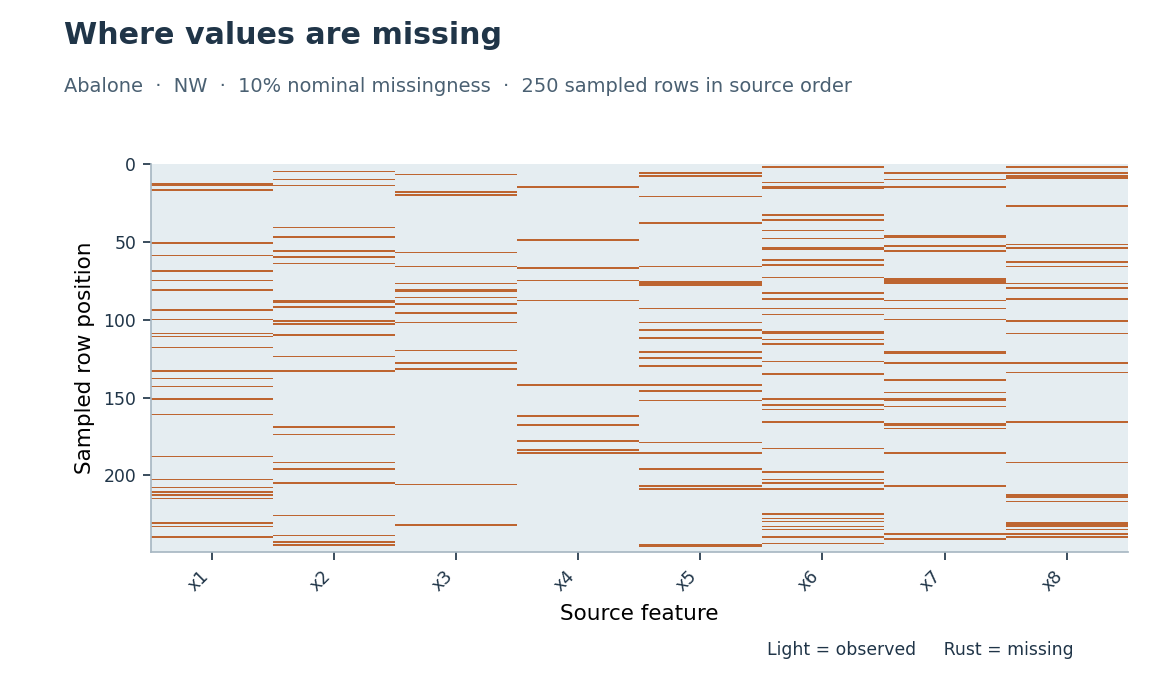 Where values are missing
Abalone · NW · 10% nominal missingness · 250 sampled rows in source order
0
50
100
150
200
Sampled row position
x1 x2 x3 x4 x5 x6 x7 x8
Source feature
Light = observed Rust = missing